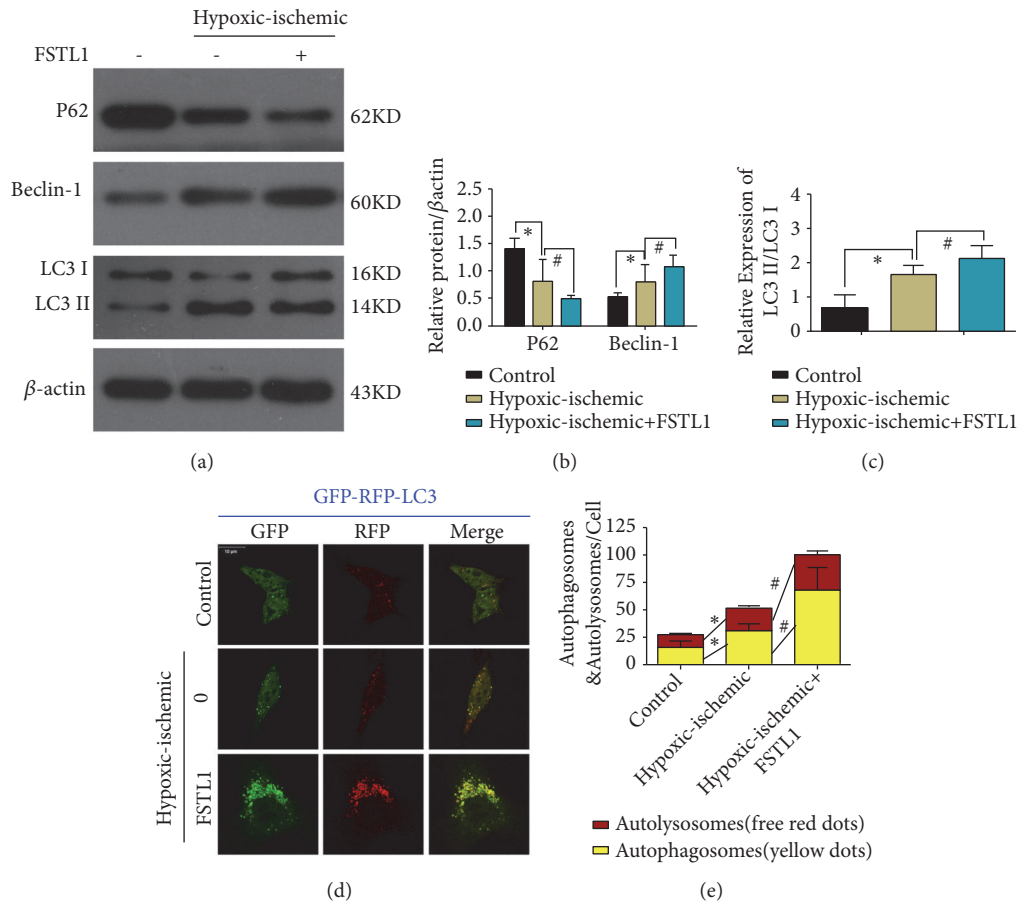 Hypoxic-ischemic
FSTL1 - - +
P62 62KD
Beclin-1 60KD
LC3 I 16KD
LC3 II 14KD
β-actin 43KD
(a)
Relative protein/βactin
2.5
2.0
1.5
1.0
0.5
0.0
*
#
*
#
P62 Beclin-1
Control
Hypoxic-ischemic
Hypoxic-ischemic+FSTL1
(b)
Relative Expression of
LC3 II/LC3 I
4
3
2
1
0
*
#
Control
Hypoxic-ischemic
Hypoxic-ischemic+FSTL1
(c)
GFP-RFP-LC3
GFP RFP Merge
10 μm
Control
Hypoxic-ischemic
0
FSTL1
(d)
Autophagosomes
&Autolysosomes/Cell
125
100
75
50
25
0
*
*
#
#
Control
Hypoxic-ischemic
Hypoxic-ischemic+
FSTL1
Autolysosomes(free red dots)
Autophagosomes(yellow dots)
(e)